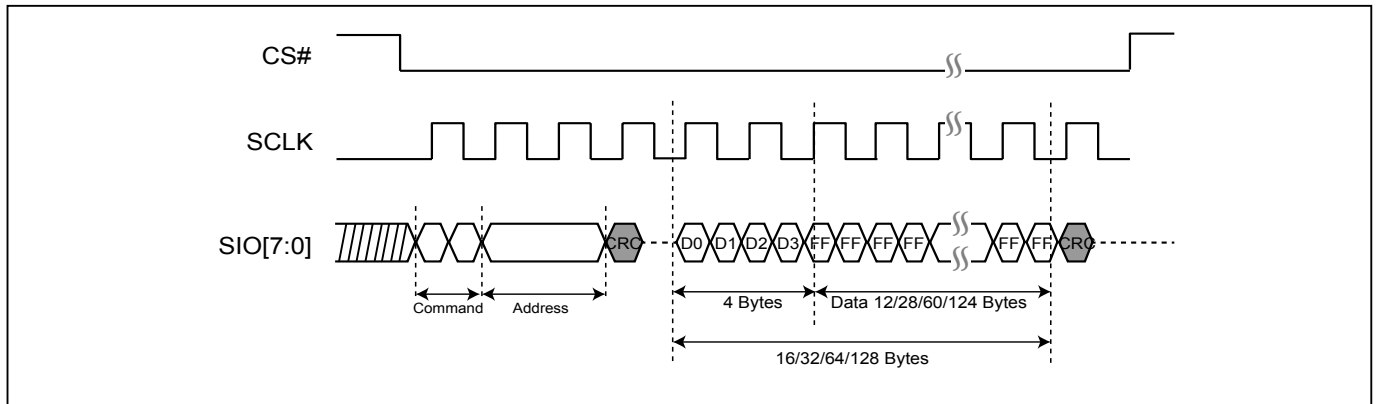 CS#
SCLK
SIO[7:0]
CRC
D0 D1 D2 D3 FF FF FF FF FF FF CRC
Command
Address
4 Bytes
Data 12/28/60/124 Bytes
16/32/64/128 Bytes